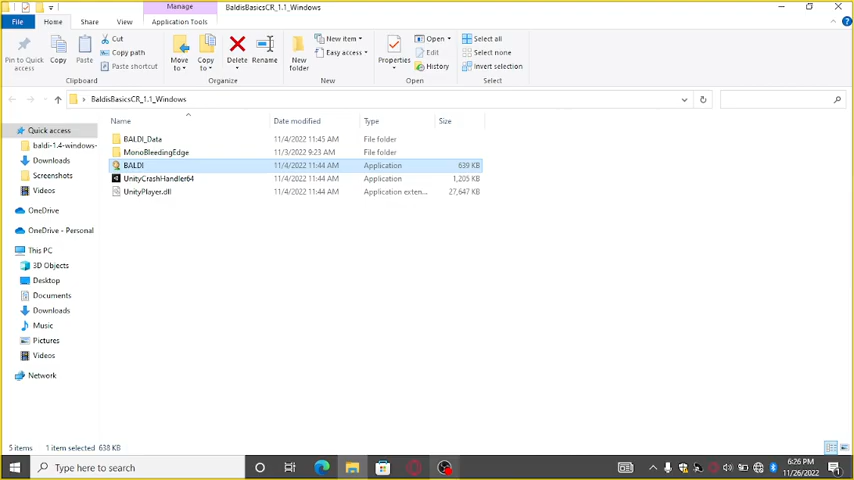 Manage
BaldisBasicsCR_1.1_Windows
File
Home
Share
View
Application Tools
Pin to Quick access
Copy
Paste
Cut
Copy path
Paste shortcut
Clipboard
Move to
Copy to
Delete
Rename
Organize
New folder
New item
Easy access
New
Properties
Open
Edit
History
Open
Select all
Select none
Invert selection
Select
BaldisBasicsCR_1.1_Windows
Name
Date modified
Type
Size
Quick access
baldi-1.4-windows-
Downloads
Screenshots
Videos
OneDrive
OneDrive - Personal
This PC
3D Objects
Desktop
Documents
Downloads
Music
Pictures
Videos
Network
BALDI_Data 11/4/2022 11:45 AM File folder
MonoBleedingEdge 11/3/2022 9:23 AM File folder
BALDI 11/4/2022 11:44 AM Application 639 KB
UnityCrashHandler64 11/4/2022 11:44 AM Application 1,205 KB
UnityPlayer.dll 11/4/2022 11:44 AM Application exten... 27,647 KB
5 items 1 item selected 638 KB
Type here to search
6:26 PM
11/26/2022
1